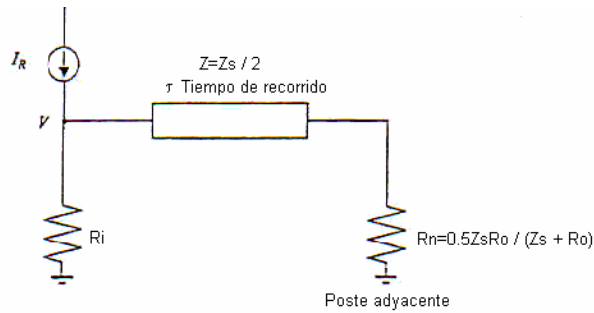 I_R
Z=Zs / 2
τ Tiempo de recorrido
V
Ri
Rn=0.5ZsRo / (Zs + Ro)
Poste adyacente